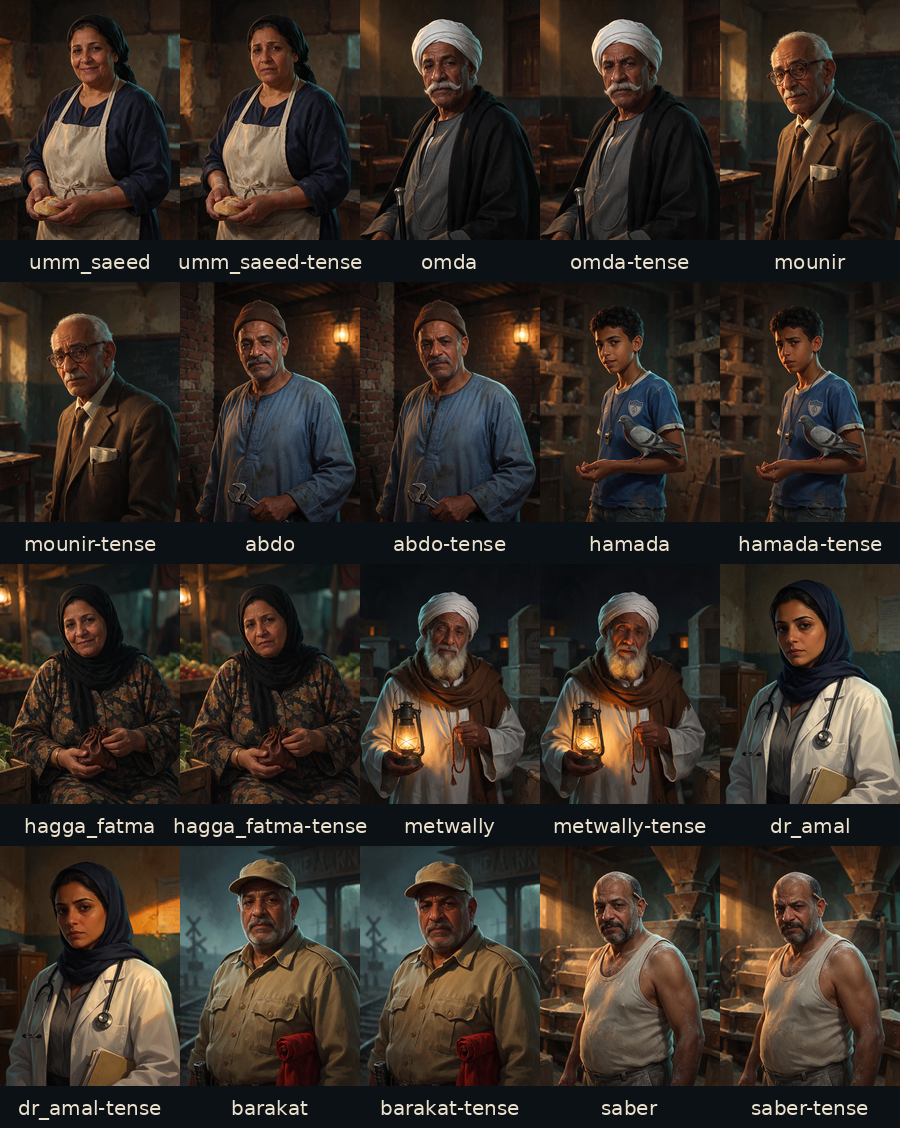 umm_saeed
umm_saeed-tense
omda
omda-tense
mounir
mounir-tense
abdo
abdo-tense
hamada
hamada-tense
hagga_fatma
hagga_fatma-tense
metwally
metwally-tense
dr_amal
dr_amal-tense
barakat
barakat-tense
saber
saber-tense